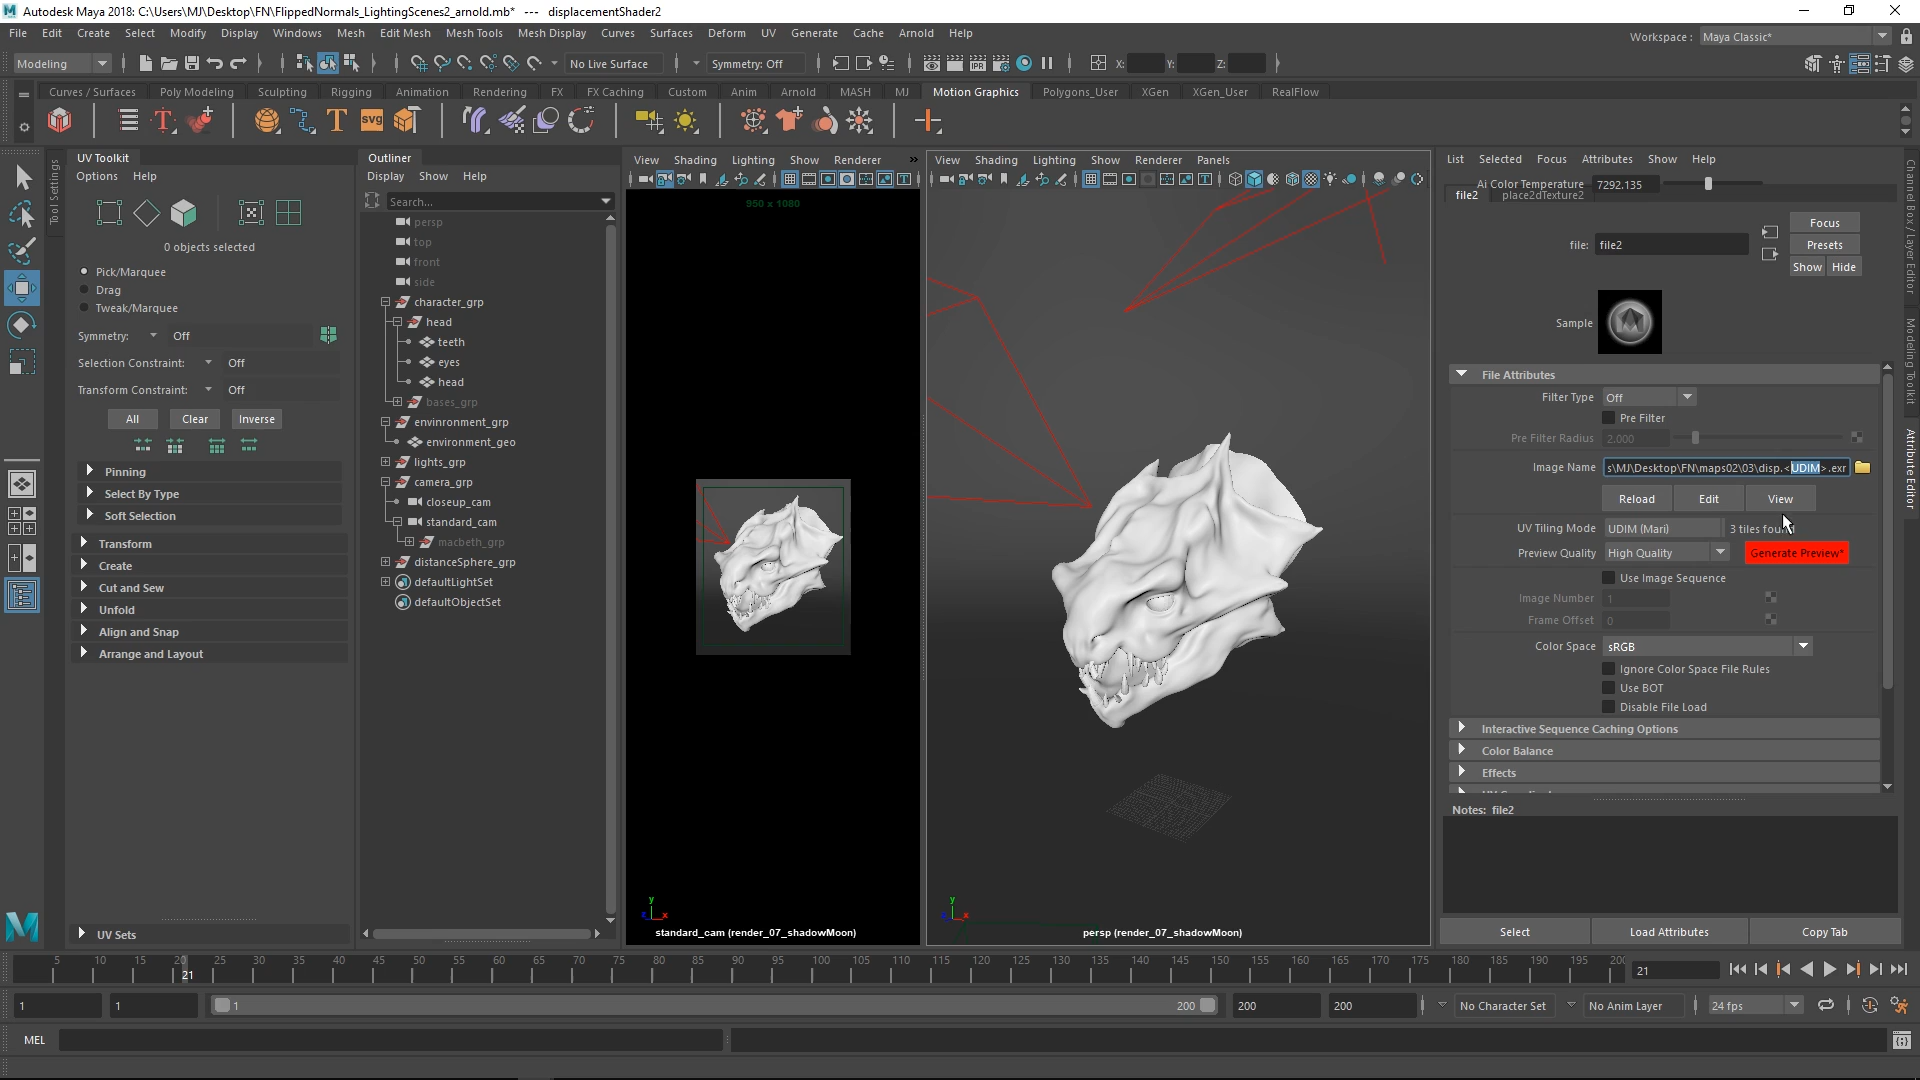 Autodesk Maya 2018: C:\Users\MJ\Desktop\FN\FlippedNormals_LightingScenes2_arnold.mb* --- displacementShader2
File Edit Create Select Modify Display Windows Mesh Edit Mesh Mesh Tools Mesh Display Curves Surfaces Deform UV Generate Cache Arnold Help
Workspace : Maya Classic*
Modeling No Live Surface Symmetry: Off X: Y: Z:
Curves / Surfaces Poly Modeling Sculpting Rigging Animation Rendering FX FX Caching Custom Anim Arnold MASH MJ Motion Graphics Polygons_User XGen XGen_User RealFlow
svg
Tool Settings
UV Toolkit
Options Help
0 objects selected
Pick/Marquee
Drag
Tweak/Marquee
Symmetry: Off
Selection Constraint: Off
Transform Constraint: Off
All Clear Inverse
Pinning
Select By Type
Soft Selection
Transform
Create
Cut and Sew
Unfold
Align and Snap
Arrange and Layout
UV Sets
Outliner
Display Show Help
Search...
persp
top
front
side
character_grp
head
teeth
eyes
head
bases_grp
envinronment_grp
environment_geo
lights_grp
camera_grp
closeup_cam
standard_cam
macbeth_grp
distanceSphere_grp
defaultLightSet
defaultObjectSet
View Shading Lighting Show Renderer »
950 x 1080
y
z x
standard_cam (render_07_shadowMoon)
View Shading Lighting Show Renderer Panels
y
x
persp (render_07_shadowMoon)
List Selected Focus Attributes Show Help
Ai Color Temperature 7292.135
file2 place2dTexture2
Focus
file: file2
Presets
Show Hide
Sample
File Attributes
Filter Type Off
Pre Filter
Pre Filter Radius 2.000
Image Name s\MJ\Desktop\FN\maps02\03\disp.<UDIM>.exr
Reload Edit View
UV Tiling Mode UDIM (Mari) 3 tiles found
Preview Quality High Quality Generate Preview*
Use Image Sequence
Image Number 1
Frame Offset 0
Color Space sRGB
Ignore Color Space File Rules
Use BOT
Disable File Load
Interactive Sequence Caching Options
Color Balance
Effects
Notes: file2
Select Load Attributes Copy Tab
Channel Box / Layer Editor
Modeling Toolkit
Attribute Editor
5 10 15 20 25 30 35 40 45 50 55 60 65 70 75 80 85 90 95 100 105 110 115 120 125 130 135 140 145 150 155 160 165 170 175 180 185 190 195 20
21
21
1 1 1 200 200 200 No Character Set No Anim Layer 24 fps
MEL